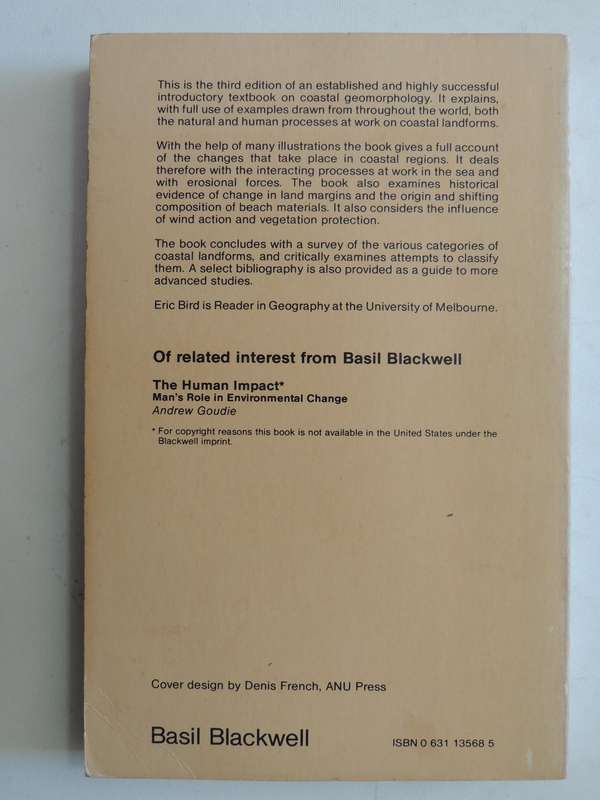 This is the third edition of an established and highly successful
introductory textbook on coastal geomorphology. It explains,
with full use of examples drawn from throughout the world, both
the natural and human processes at work on coastal landforms.
With the help of many illustrations the book gives a full account
of the changes that take place in coastal regions. It deals
therefore with the interacting processes at work in the sea and
with erosional forces. The book also examines historical
evidence of change in land margins and the origin and shifting
composition of beach materials. It also considers the influence
of wind action and vegetation protection.
The book concludes with a survey of the various categories of
coastal landforms, and critically examines attempts to classify
them. A select bibliography is also provided as a guide to more
advanced studies.
Eric Bird is Reader in Geography at the University of Melbourne.
Of related interest from Basil Blackwell
The Human Impact*
Man's Role in Environmental Change
Andrew Goudie
* For copyright reasons this book is not available in the United States under the
Blackwell imprint.
Cover design by Denis French, ANU Press
Basil Blackwell
ISBN 0 631 13568 5